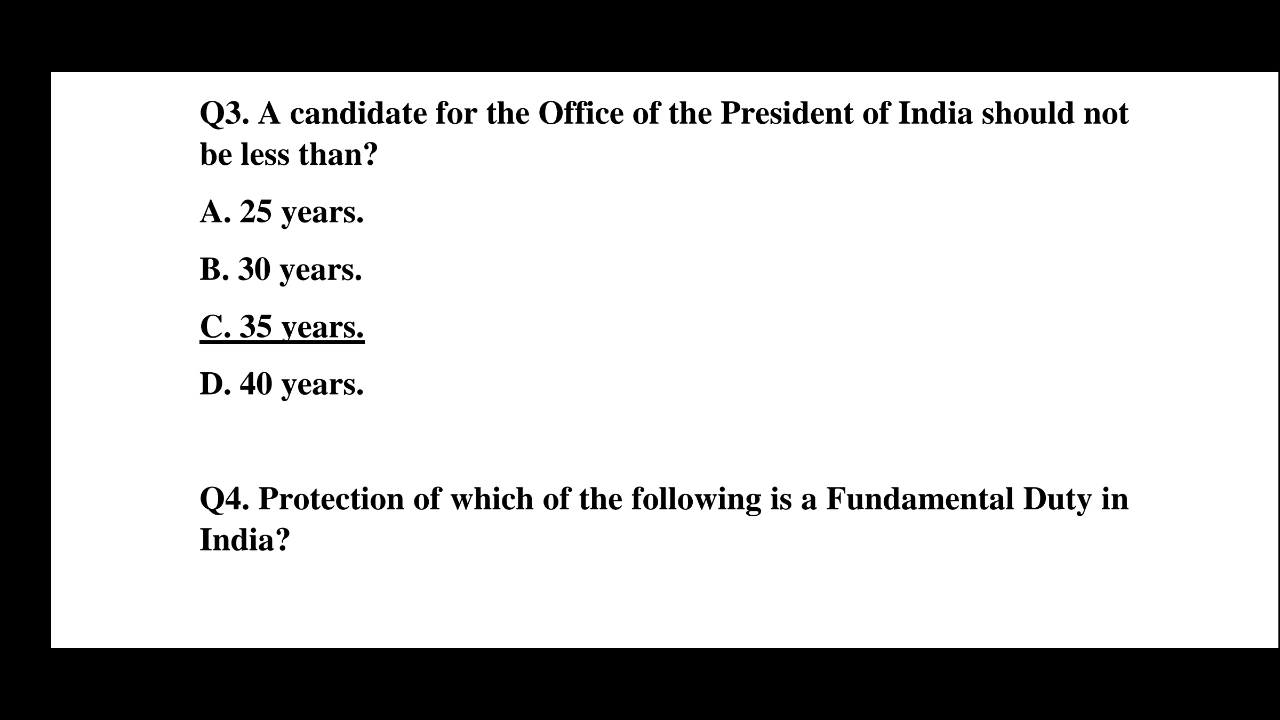 Q3. A candidate for the Office of the President of India should not
be less than?
A. 25 years.
B. 30 years.
C. 35 years.
D. 40 years.
Q4. Protection of which of the following is a Fundamental Duty in
India?